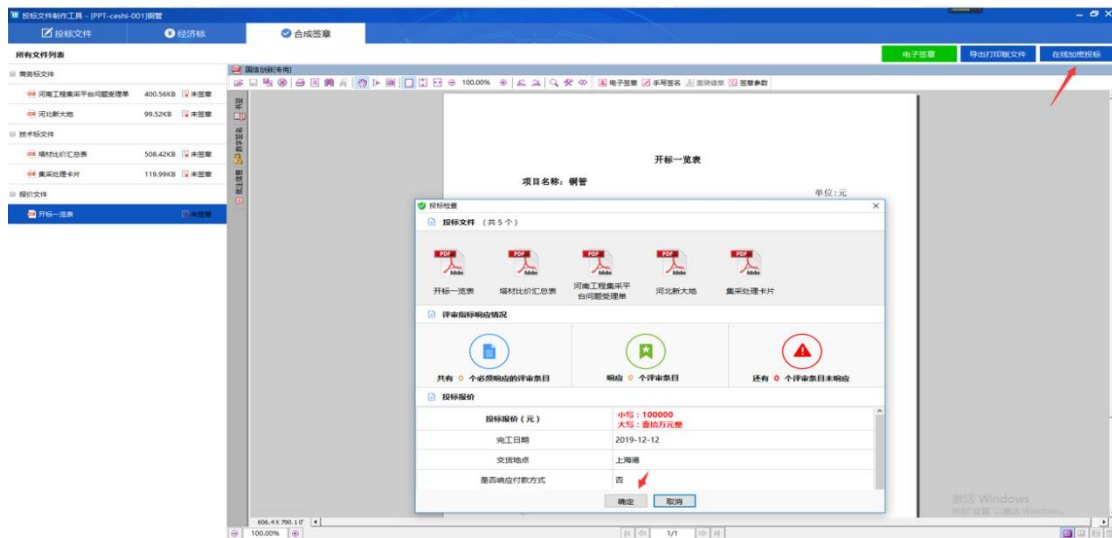 投标文件制作工具 - [PPT-ceshi-001]钢管
投标文件
经济标
合成签章
所有文件列表
电子签章
导出打印版文件
在线加密投标
商务标文件
河南工程集采平台问题受理单 400.56KB 未签章
河北新大地 99.52KB 未签章
技术标文件
塔材比价汇总表 508.42KB 未签章
集采处理卡片 119.99KB 未签章
报价文件
开标一览表 未签章
100.00%
电子签章 手写签名 签章参数
书签
数字签名
批注信息
开标一览表
项目名称：钢管
单位:元
投标检查
投标文件 （共 5 个）
开标一览表
塔材比价汇总表
河南工程集采平
台问题受理单
河北新大地
集采处理卡片
评审指标响应情况
共有 0 个必须响应的评审条目
响应 0 个评审条目
还有 0 个评审条目未响应
投标报价
投标报价 ( 元 )
小写：100000
大写：壹拾万元整
完工日期 2019-12-12
交货地点 上海港
是否响应付款方式 否
确定 取消
激活 Windows
100.00%
1/1